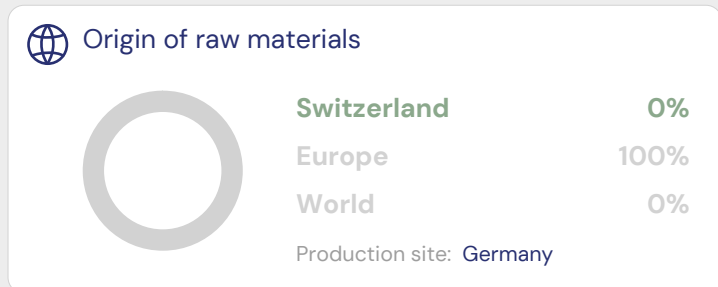 Origin of raw materials
Switzerland 0%
Europe 100%
World 0%
Production site: Germany